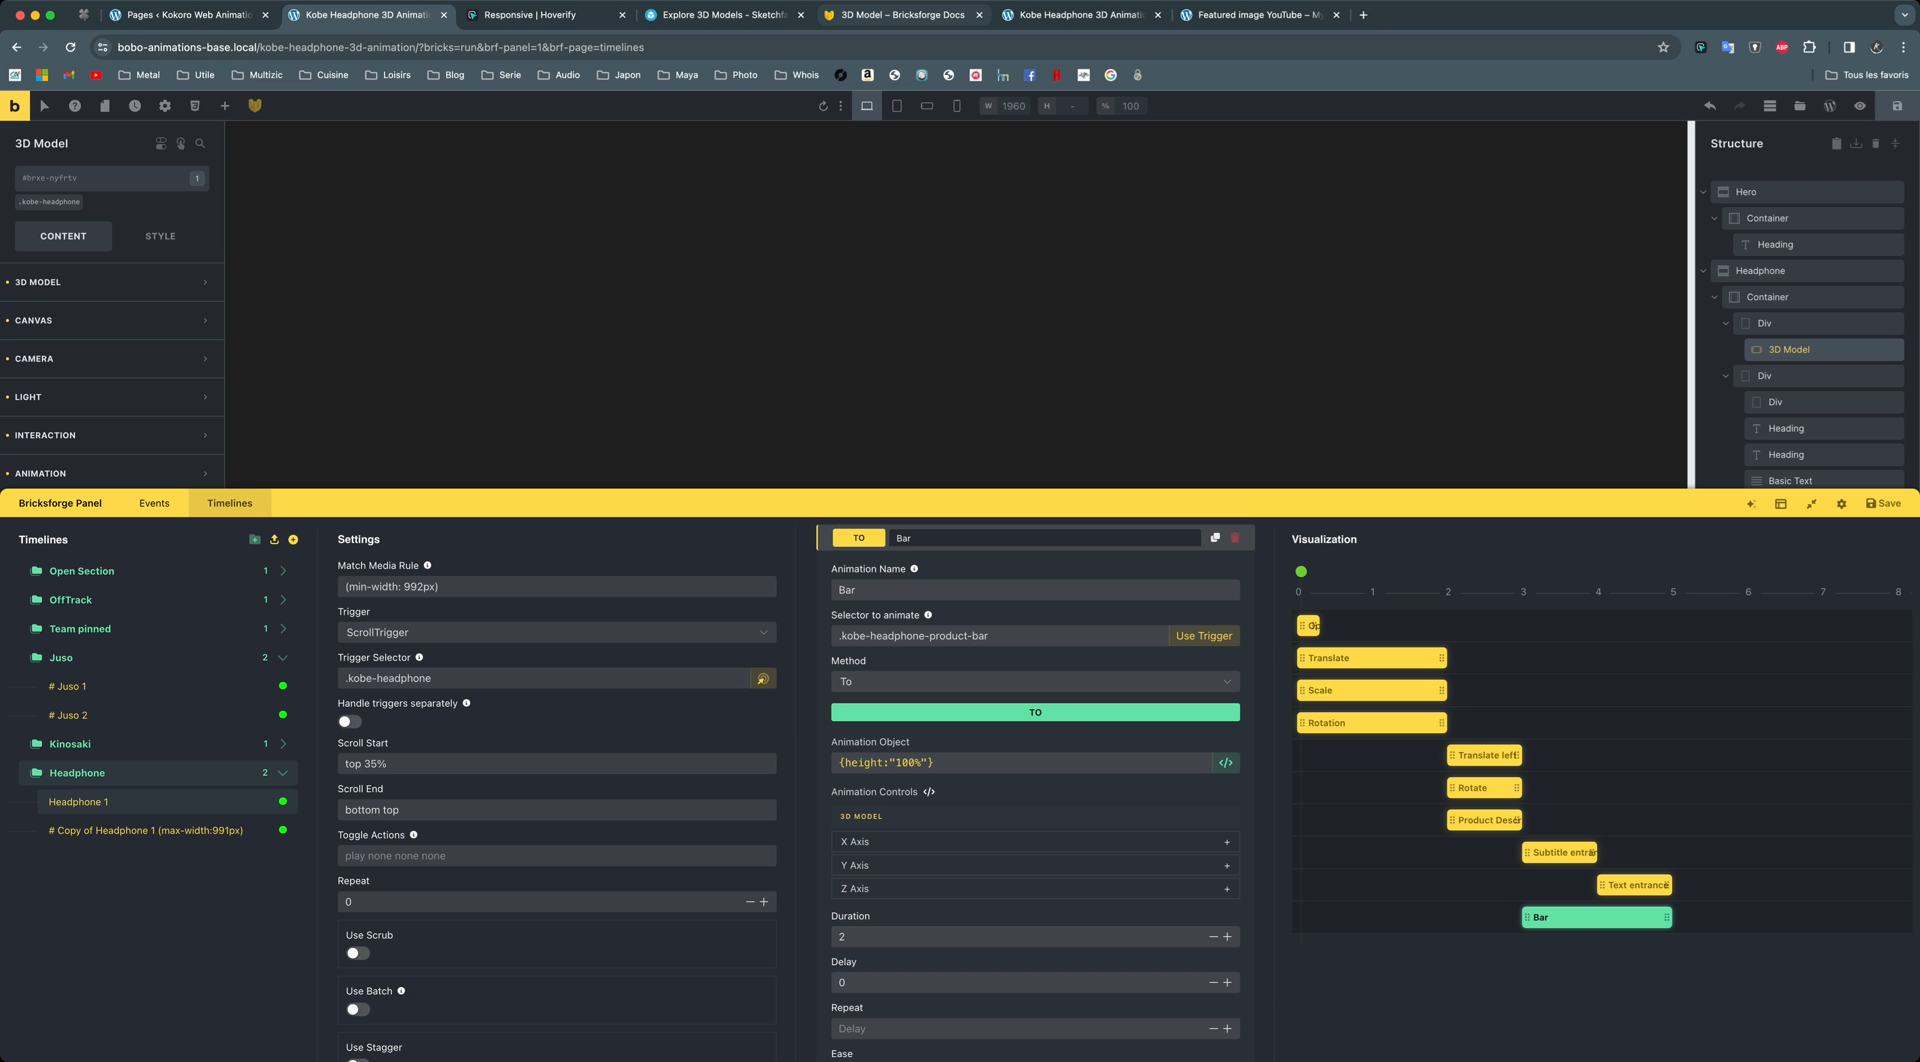 Pages ‹ Kokoro Web Animatio
Kobe Headphone 3D Animatio
Responsive | Hoverify
Explore 3D Models - Sketchfa
3D Model – Bricksforge Docs
Kobe Headphone 3D Animatio
Featured image YouTube – My
bobo-animations-base.local/kobe-headphone-3d-animation/?bricks=run&brf-panel=1&brf-page=timelines
Metal
Utile
Multizic
Cuisine
Loisirs
Blog
Serie
Audio
Japon
Maya
Photo
Whois
Tous les favoris
b
W 1960 H - % 100
3D Model
#brxe-nyfrtv 1
.kobe-headphone
CONTENT STYLE
3D MODEL
CANVAS
CAMERA
LIGHT
INTERACTION
ANIMATION
Structure
Hero
Container
Heading
Headphone
Container
Div
3D Model
Div
Div
Heading
Heading
Basic Text
Bricksforge Panel Events Timelines Save
Timelines
Open Section 1
OffTrack 1
Team pinned 1
Juso 2
# Juso 1
# Juso 2
Kinosaki 1
Headphone 2
Headphone 1
# Copy of Headphone 1 (max-width:991px)
Settings
Match Media Rule
(min-width: 992px)
Trigger
ScrollTrigger
Trigger Selector
.kobe-headphone
Handle triggers separately
Scroll Start
top 35%
Scroll End
bottom top
Toggle Actions
play none none none
Repeat
0
Use Scrub
Use Batch
Use Stagger
TO Bar
Animation Name
Bar
Selector to animate
.kobe-headphone-product-bar Use Trigger
Method
To
TO
Animation Object
{height:"100%"} </>
Animation Controls </>
3D MODEL
X Axis +
Y Axis +
Z Axis +
Duration
2
Delay
0
Repeat
Delay
Ease
Visualization
0 1 2 3 4 5 6 7 8
Translate
Scale
Rotation
Translate left
Rotate
Product Descr
Subtitle entran
Text entrance
Bar